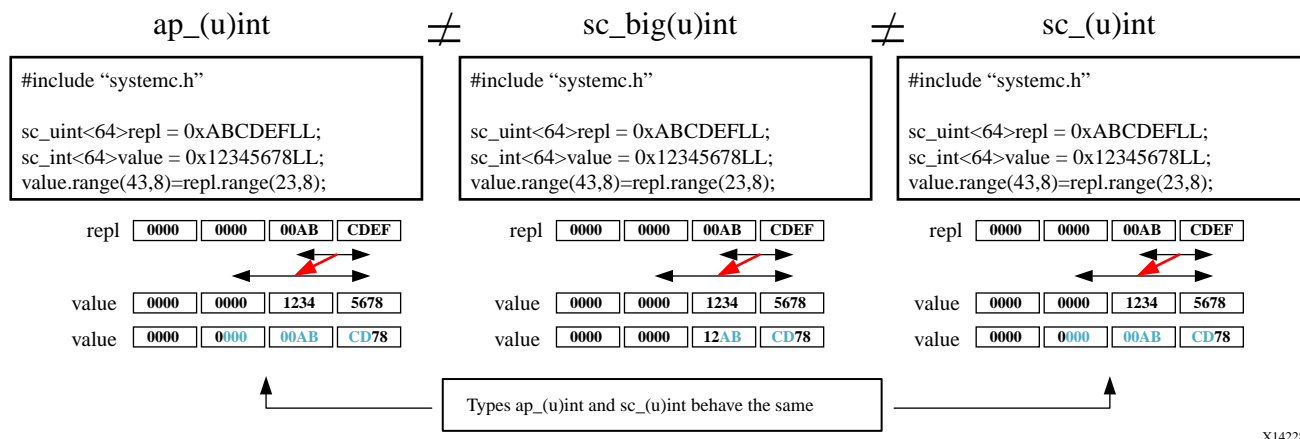 ap_(u)int ≠ sc_big(u)int ≠ sc_(u)int
#include “systemc.h”
sc_uint<64>repl = 0xABCDEFLL;
sc_int<64>value = 0x12345678LL;
value.range(43,8)=repl.range(23,8);
#include “systemc.h”
sc_uint<64>repl = 0xABCDEFLL;
sc_int<64>value = 0x12345678LL;
value.range(43,8)=repl.range(23,8);
#include “systemc.h”
sc_uint<64>repl = 0xABCDEFLL;
sc_int<64>value = 0x12345678LL;
value.range(43,8)=repl.range(23,8);
repl 0000 0000 00AB CDEF
value 0000 0000 1234 5678
value 0000 0000 00AB CD78
repl 0000 0000 00AB CDEF
value 0000 0000 1234 5678
value 0000 0000 12AB CD78
repl 0000 0000 00AB CDEF
value 0000 0000 1234 5678
value 0000 0000 00AB CD78
Types ap_(u)int and sc_(u)int behave the same